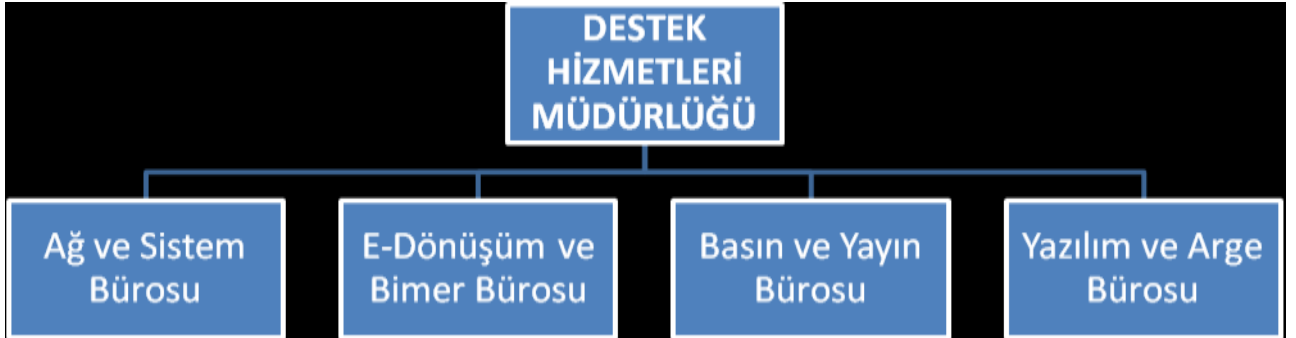 DESTEK
HİZMETLERİ
MÜDÜRLÜĞÜ
Ağ ve Sistem
Bürosu
E-Dönüşüm ve
Bimer Bürosu
Basın ve Yayın
Bürosu
Yazılım ve Arge
Bürosu